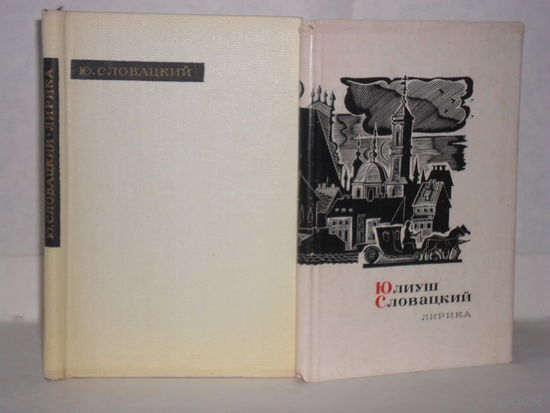 Ю. СЛОВАЦКИЙ · ЛИРИКА
Ю. СЛОВАЦКИЙ
Юлиуш
Словацкий
ЛИРИКА